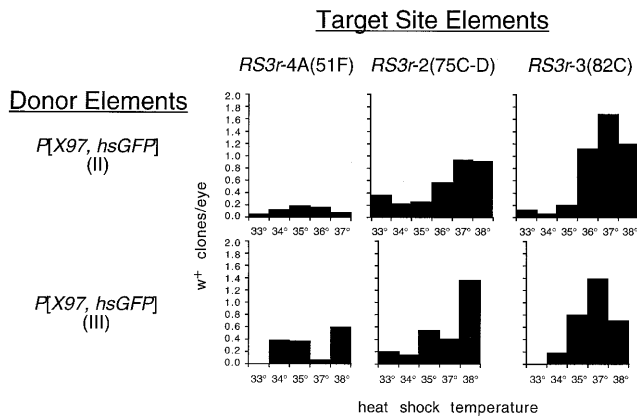 Target Site Elements
RS3r-4A(51F) RS3r-2(75C-D) RS3r-3(82C)
Donor Elements
P[X97, hsGFP]
(II)
w+ clones/eye
2.0
1.8
1.6
1.4
1.2
1.0
0.8
0.6
0.4
0.2
0.0
33° 34° 35° 36° 37°
33° 34° 35° 36° 37° 38°
33° 34° 35° 36° 37° 38°
P[X97, hsGFP]
(III)
2.0
1.8
1.6
1.4
1.2
1.0
0.8
0.6
0.4
0.2
0.0
33° 34° 35° 37° 38°
33° 34° 35° 36° 37° 38°
33° 34° 35° 37° 38°
heat shock temperature